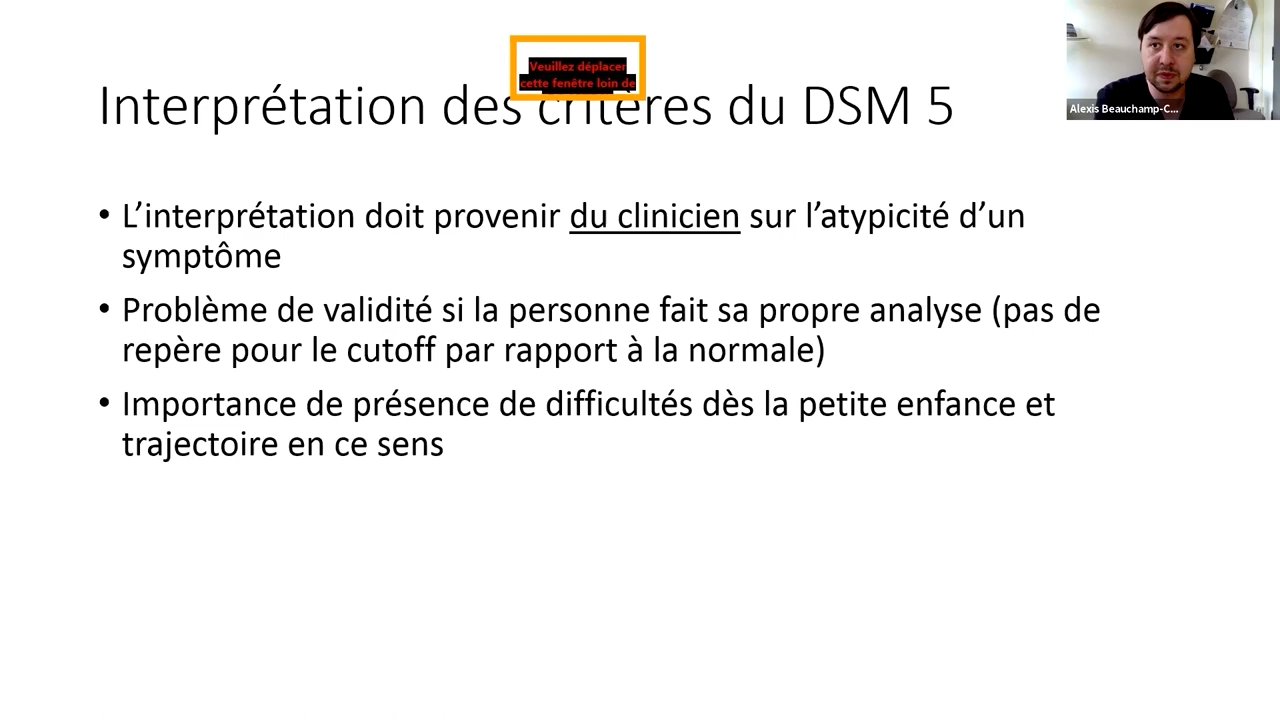 Veuillez déplacer
cette fenêtre loin de
Interprétation des critères du DSM 5
Alexis Beauchamp-C...
• L’interprétation doit provenir du clinicien sur l’atypicité d’un
symptôme
• Problème de validité si la personne fait sa propre analyse (pas de
repère pour le cutoff par rapport à la normale)
• Importance de présence de difficultés dès la petite enfance et
trajectoire en ce sens